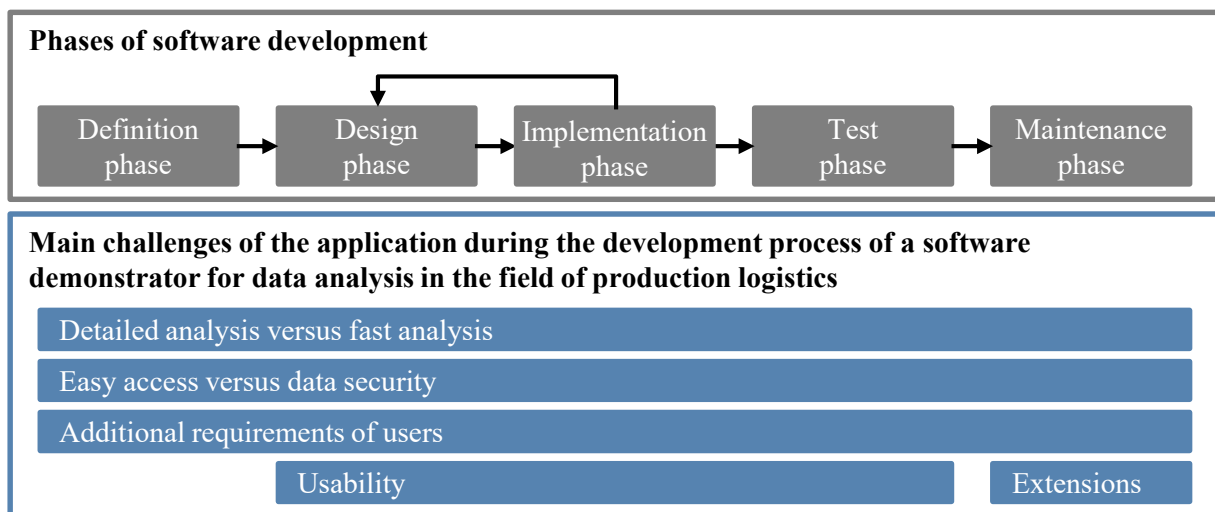 Phases of software development
Definition
phase
Design
phase
Implementation
phase
Test
phase
Maintenance
phase
Main challenges of the application during the development process of a software
demonstrator for data analysis in the field of production logistics
Detailed analysis versus fast analysis
Easy access versus data security
Additional requirements of users
Usability
Extensions